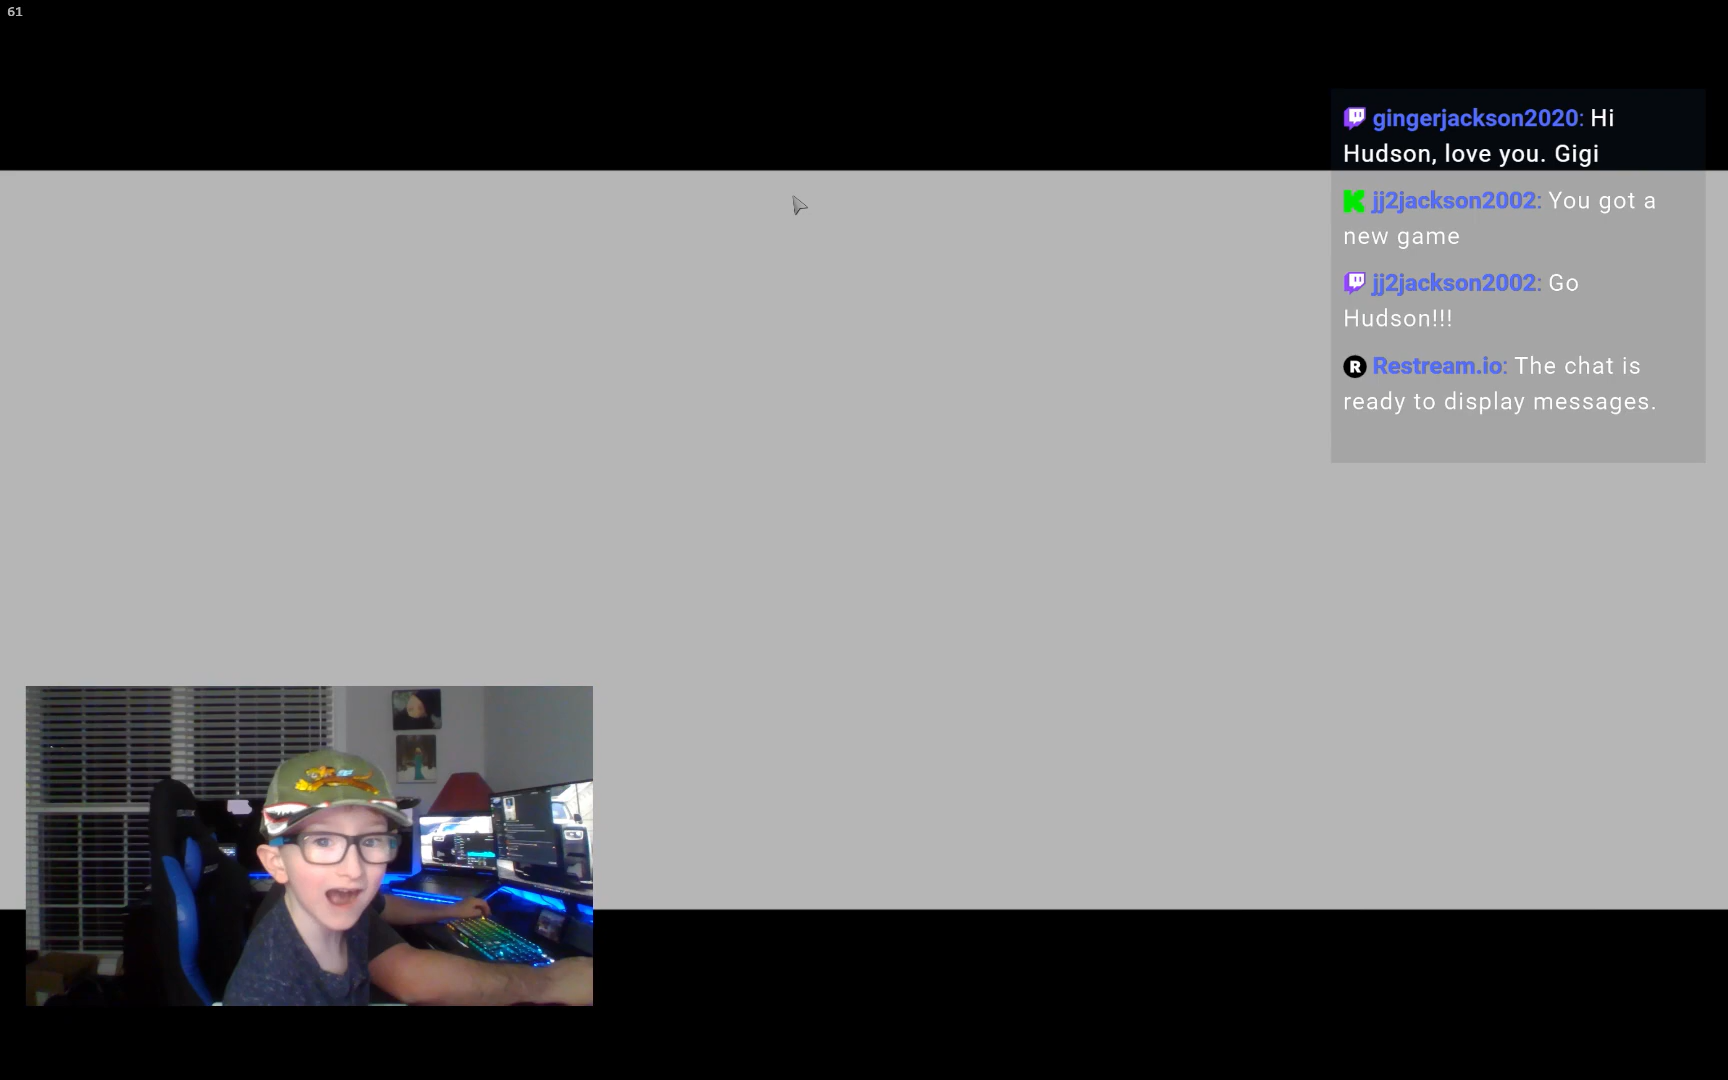 61
gingerjackson2020: Hi
Hudson, love you. Gigi
jj2jackson2002: You got a
new game
jj2jackson2002: Go
Hudson!!!
Restream.io: The chat is
ready to display messages.